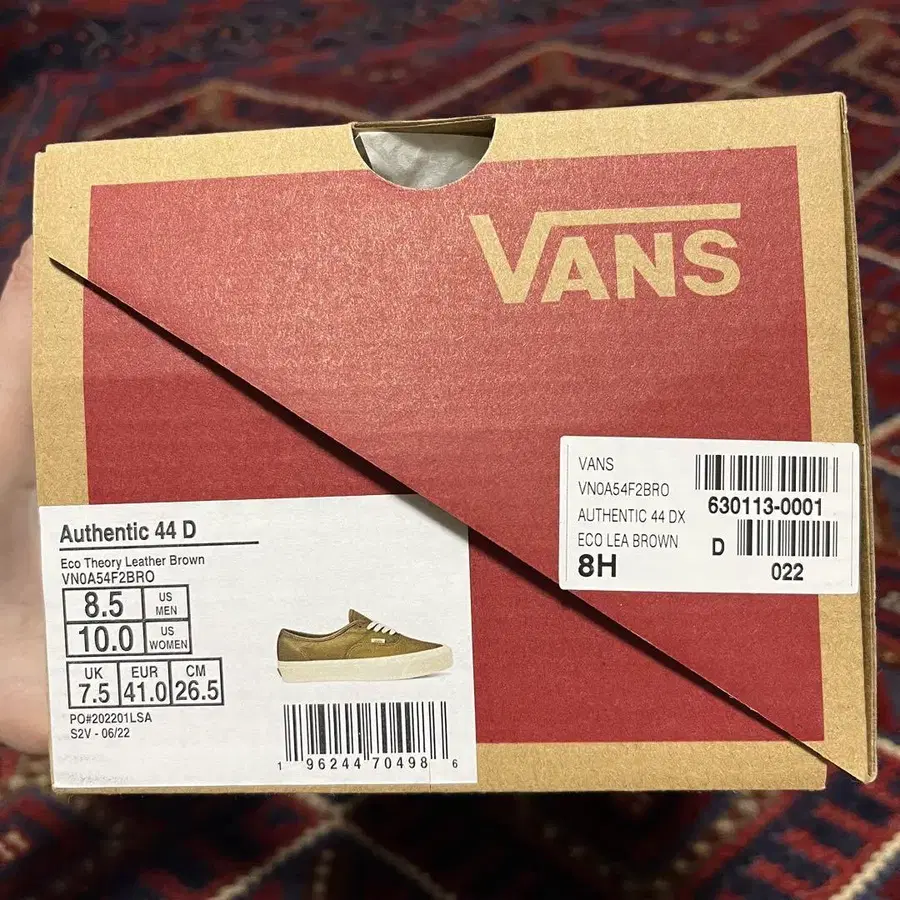 VANS
VANS
VN0A54F2BRO
AUTHENTIC 44 DX
ECO LEA BROWN
8H
630113-0001
D
022
Authentic 44 D
Eco Theory Leather Brown
VN0A54F2BRO
8.5 US MEN
10.0 US WOMEN
UK EUR CM
7.5 41.0 26.5
PO#202201LSA
S2V - 06/22
1 96244 70498 6